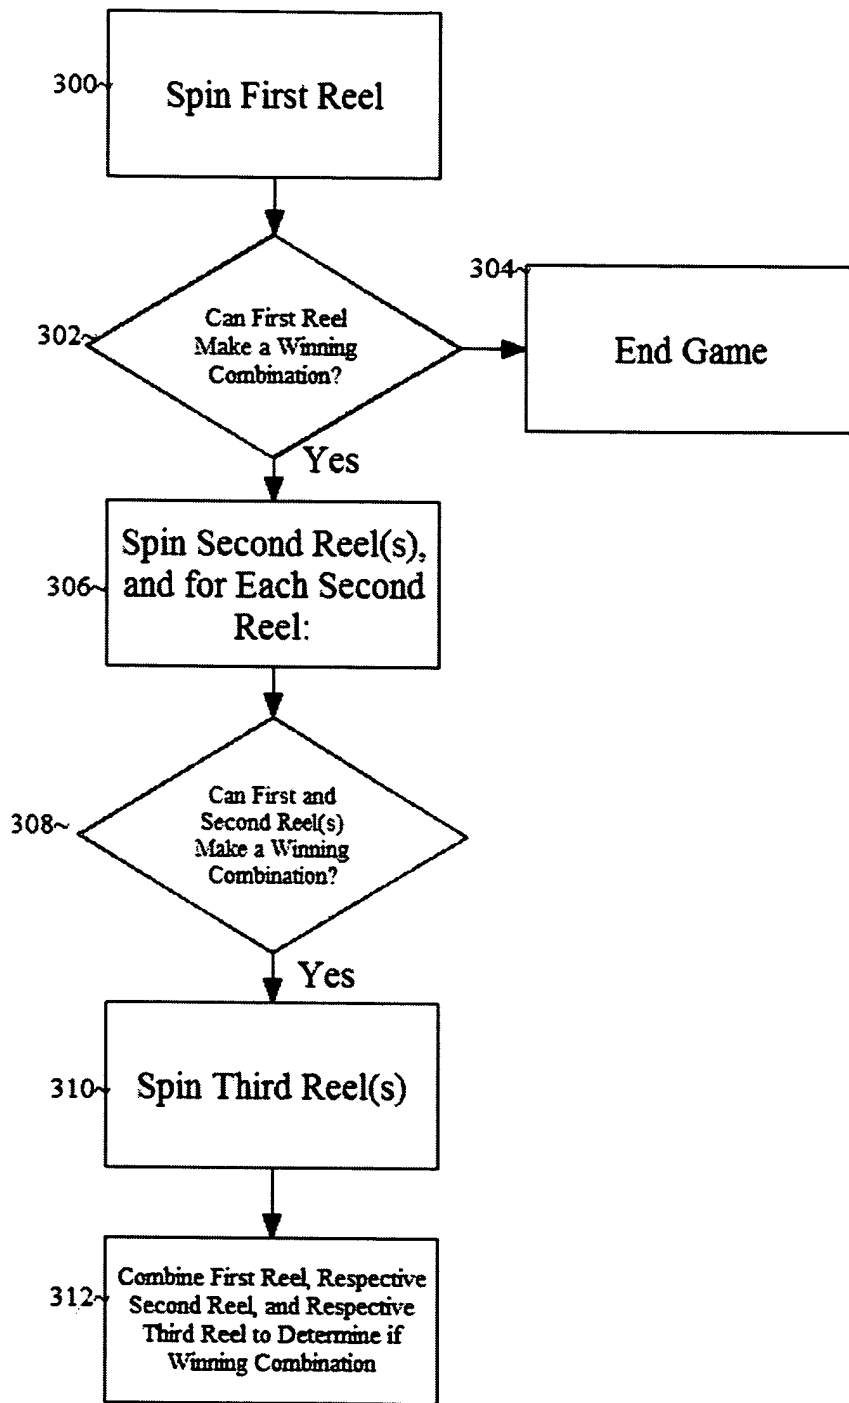 300~
Spin First Reel
302~
Can First Reel
Make a Winning
Combination?
304
~
End Game
Yes
306~
Spin Second Reel(s),
and for Each Second
Reel:
308~
Can First and
Second Reel(s)
Make a Winning
Combination?
Yes
310~
Spin Third Reel(s)
312~
Combine First Reel, Respective
Second Reel, and Respective
Third Reel to Determine if
Winning Combination